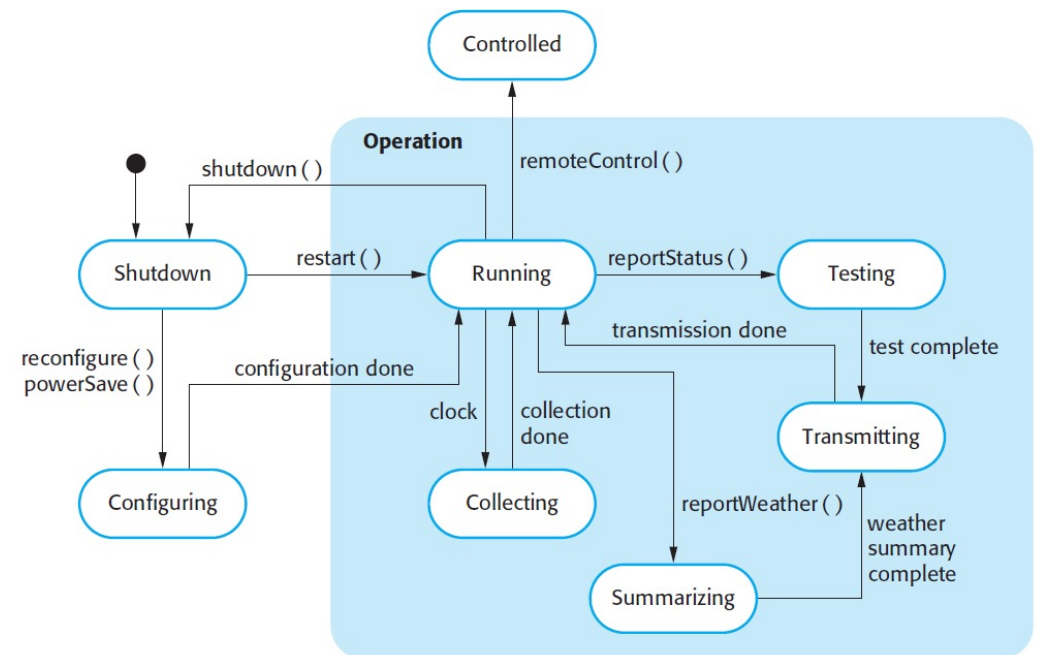 Controlled
Operation
remoteControl ( )
shutdown ( )
Shutdown
restart ( )
Running
reportStatus ( )
Testing
transmission done
test complete
reconfigure ( )
powerSave ( )
configuration done
clock
collection
done
Transmitting
Configuring
Collecting
reportWeather ( )
weather
summary
complete
Summarizing